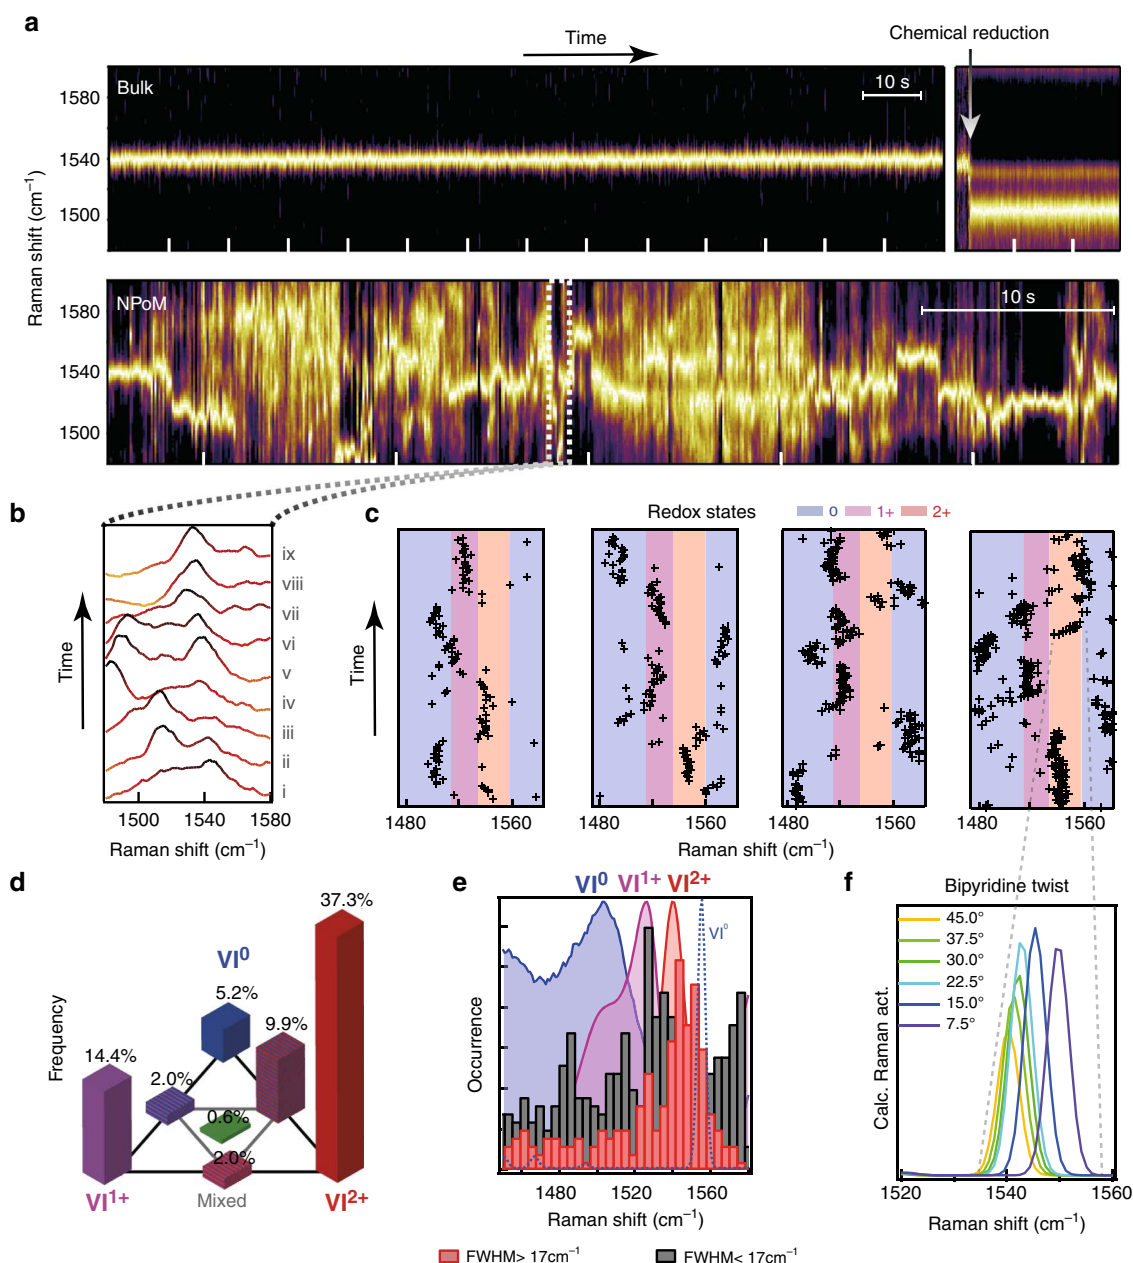 a
Time
Chemical reduction
Bulk
10 s
1580
1540
1500
Raman shift (cm⁻¹)
NPoM
10 s
1580
1540
1500
b
Time
ix
viii
vii
vi
v
iv
iii
ii
i
1500 1540 1580
Raman shift (cm⁻¹)
c
Redox states
0 1+ 2+
Time
1480 1560 1480 1560 1480 1560 1480 1560
Raman shift (cm⁻¹)
d
Frequency
37.3%
VI⁰
5.2%
9.9%
14.4%
2.0%
0.6%
2.0%
VI¹⁺
Mixed
VI²⁺
e
VI⁰ VI¹⁺ VI²⁺
VI⁰
Occurrence
1480 1520 1560
Raman shift (cm⁻¹)
FWHM> 17cm⁻¹
FWHM< 17cm⁻¹
f
Bipyridine twist
45.0°
37.5°
30.0°
22.5°
15.0°
7.5°
Calc. Raman act.
1520 1540 1560
Raman shift (cm⁻¹)